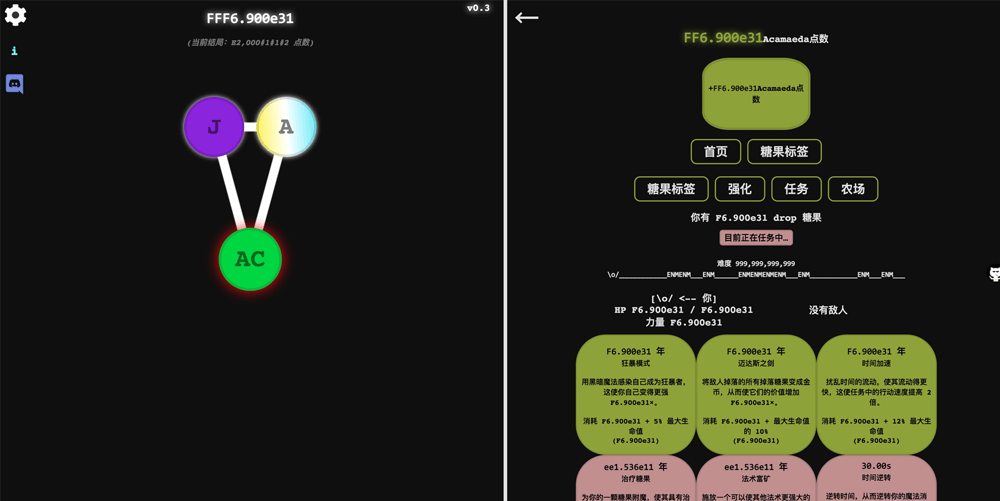 v0.3
FFF6.900e31
(当前结局: E2,000#1#1#2 点数)
i
J
A
AC
FF6.900e31Acamaeda点数
+FF6.900e31Acamaeda点
数
首页
糖果标签
糖果标签
强化
任务
农场
你有 F6.900e31 drop 糖果
目前正在任务中…
难度 999,999,999,999
\o/____________ENMENM___ENM______ENMENMENMENM___ENM____________ENM___ENM___
[\o/ <-- 你]
HP F6.900e31 / F6.900e31
力量 F6.900e31
没有敌人
F6.900e31 年
狂暴模式
用黑暗魔法感染自己成为狂暴者，
这使你自己变得更强
F6.900e31×。
消耗 F6.900e31 + 5% 最大生
命值
(F6.900e31)
F6.900e31 年
迈达斯之剑
将敌人掉落的所有掉落糖果变成金
币，从而使它们的价值增加
F6.900e31×。
消耗 F6.900e31 + 最大生命值
的 10%
(F6.900e31)
F6.900e31 年
时间加速
扰乱时间的流动，使其流动得更
快，这使任务中的行动速度提高 2
倍。
消耗 F6.900e31 + 12% 最大生
命值
(F6.900e31)
ee1.536e11 年
治疗糖果
为你的一颗糖果附魔，使其具有治
ee1.536e11 年
法术富矿
施放一个可以使其他法术更强大的
30.00s
时间逆转
逆转时间，从而逆转你的魔法消